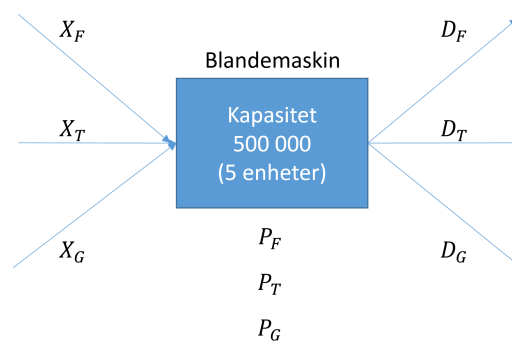 X_F
D_F
Blandemaskin
Kapasitet
500 000
(5 enheter)
X_T
D_T
X_G
D_G
P_F
P_T
P_G